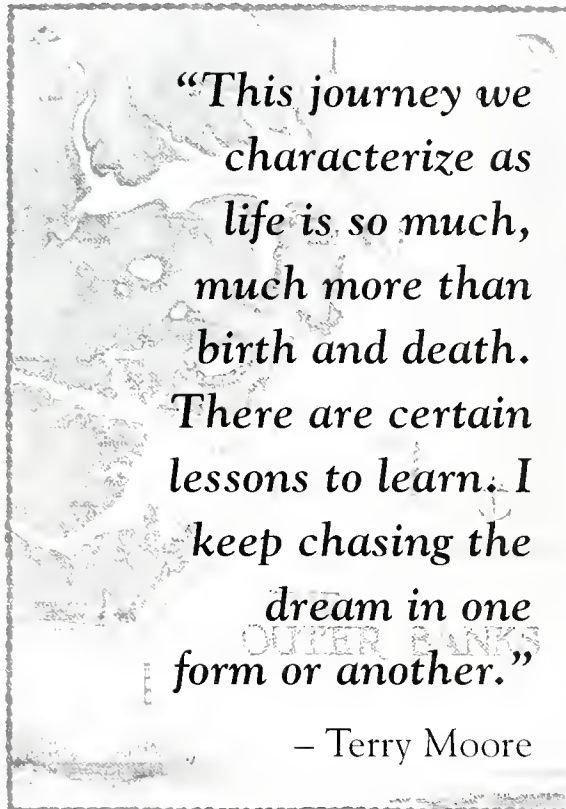 “This journey we
characterize as
life is so much,
much more than
birth and death.
There are certain
lessons to learn. I
keep chasing the
dream in one
OUTER BANKS
form or another.”
– Terry Moore